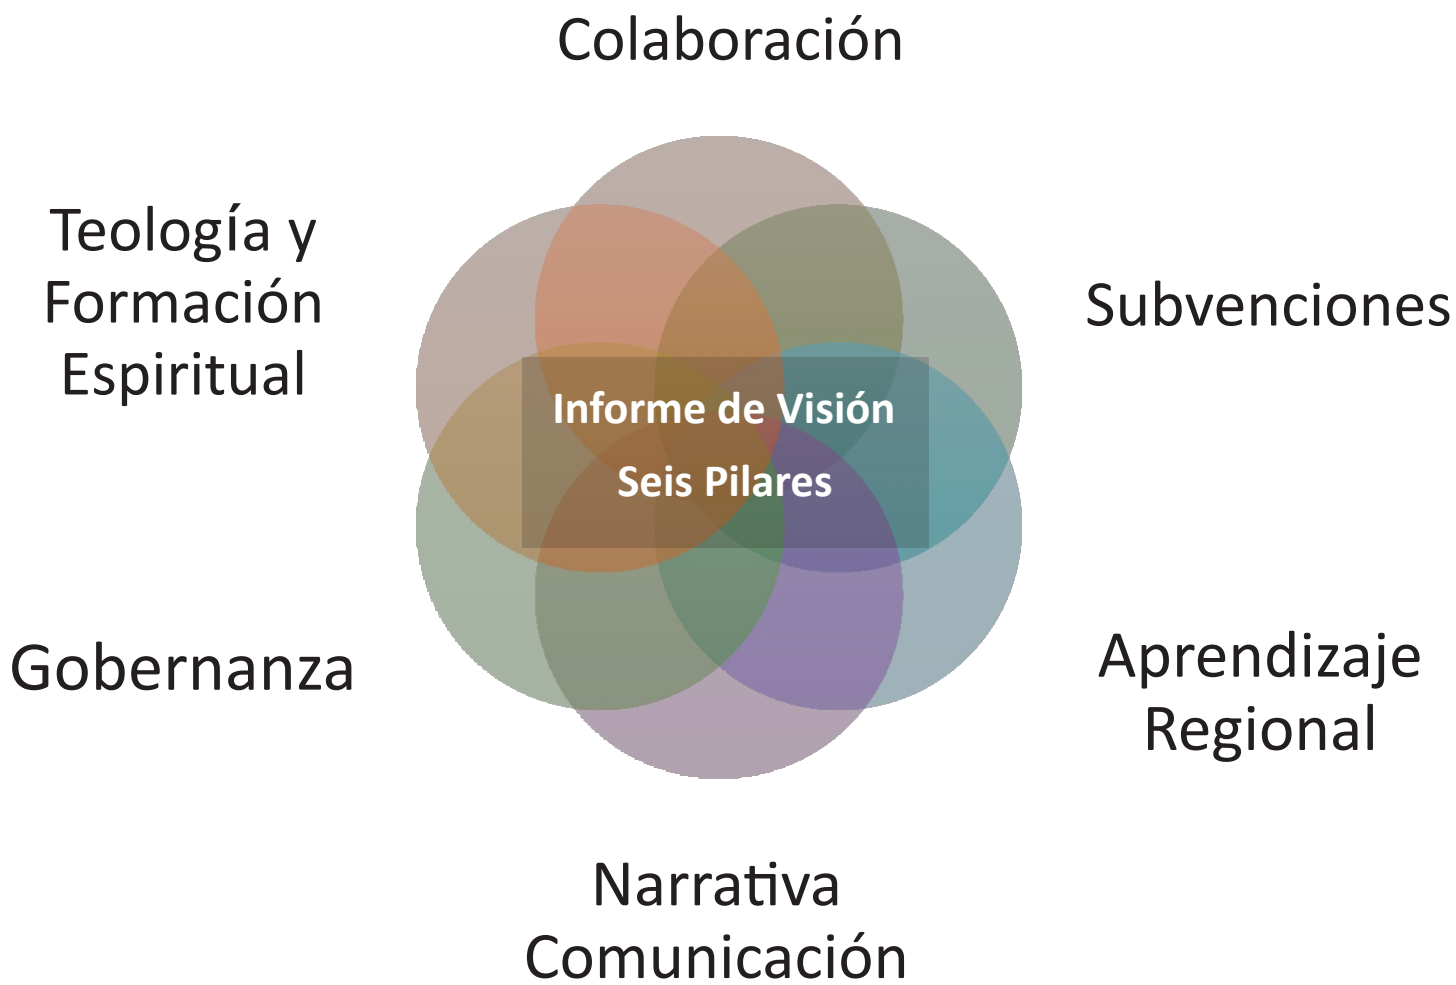 Colaboración
Teología y
Formación
Espiritual
Subvenciones
Informe de Visión
Seis Pilares
Gobernanza
Aprendizaje
Regional
Narrativa
Comunicación